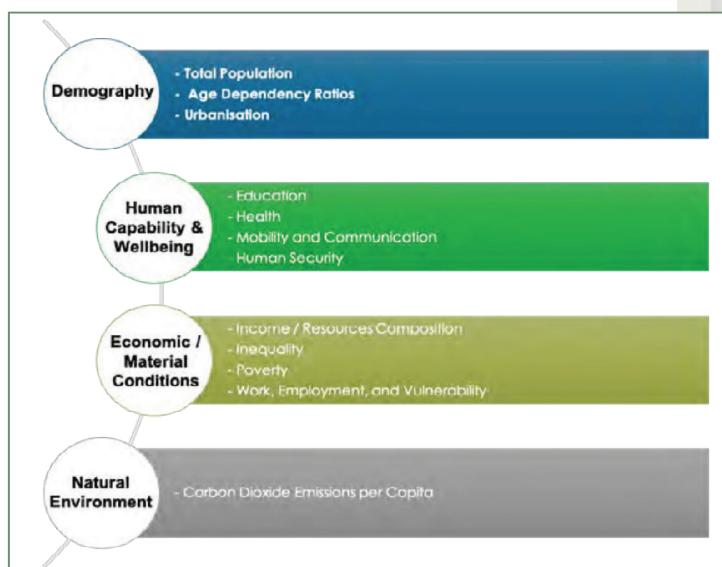 Demography
- Total Population
- Age Dependency Ratios
- Urbanisation
Human
Capability &
Wellbeing
- Education
- Health
- Mobility and Communication
- Human Security
Economic /
Material
Conditions
- Income / Resources Composition
- Inequality
- Poverty
- Work, Employment, and Vulnerability
Natural
Environment
- Carbon Dioxide Emissions per Capita